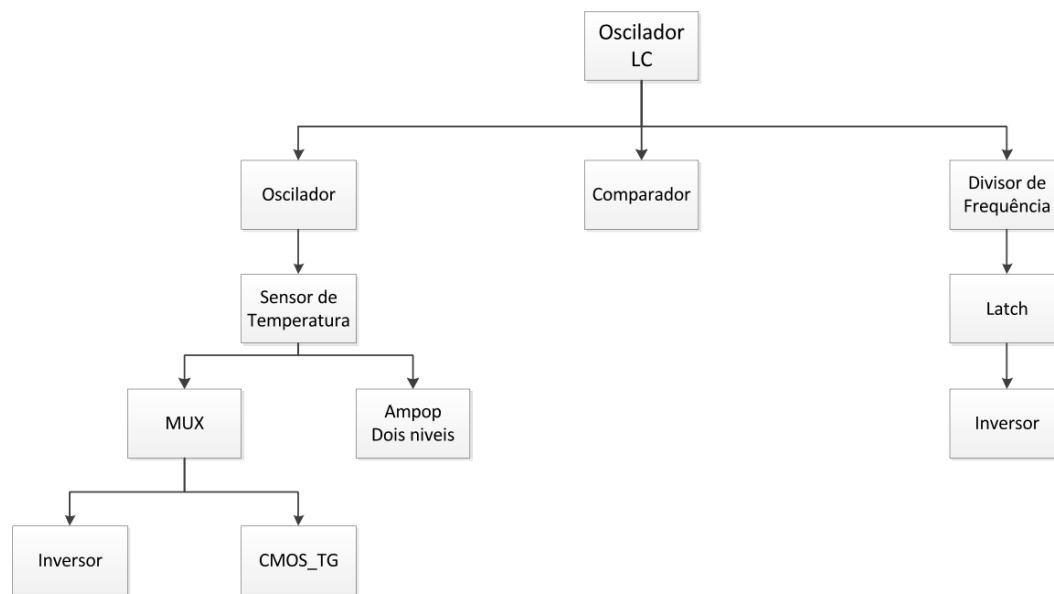 Oscilador
LC
Oscilador
Comparador
Divisor de
Frequência
Sensor de
Temperatura
Latch
MUX
Ampop
Dois niveis
Inversor
Inversor
CMOS_TG